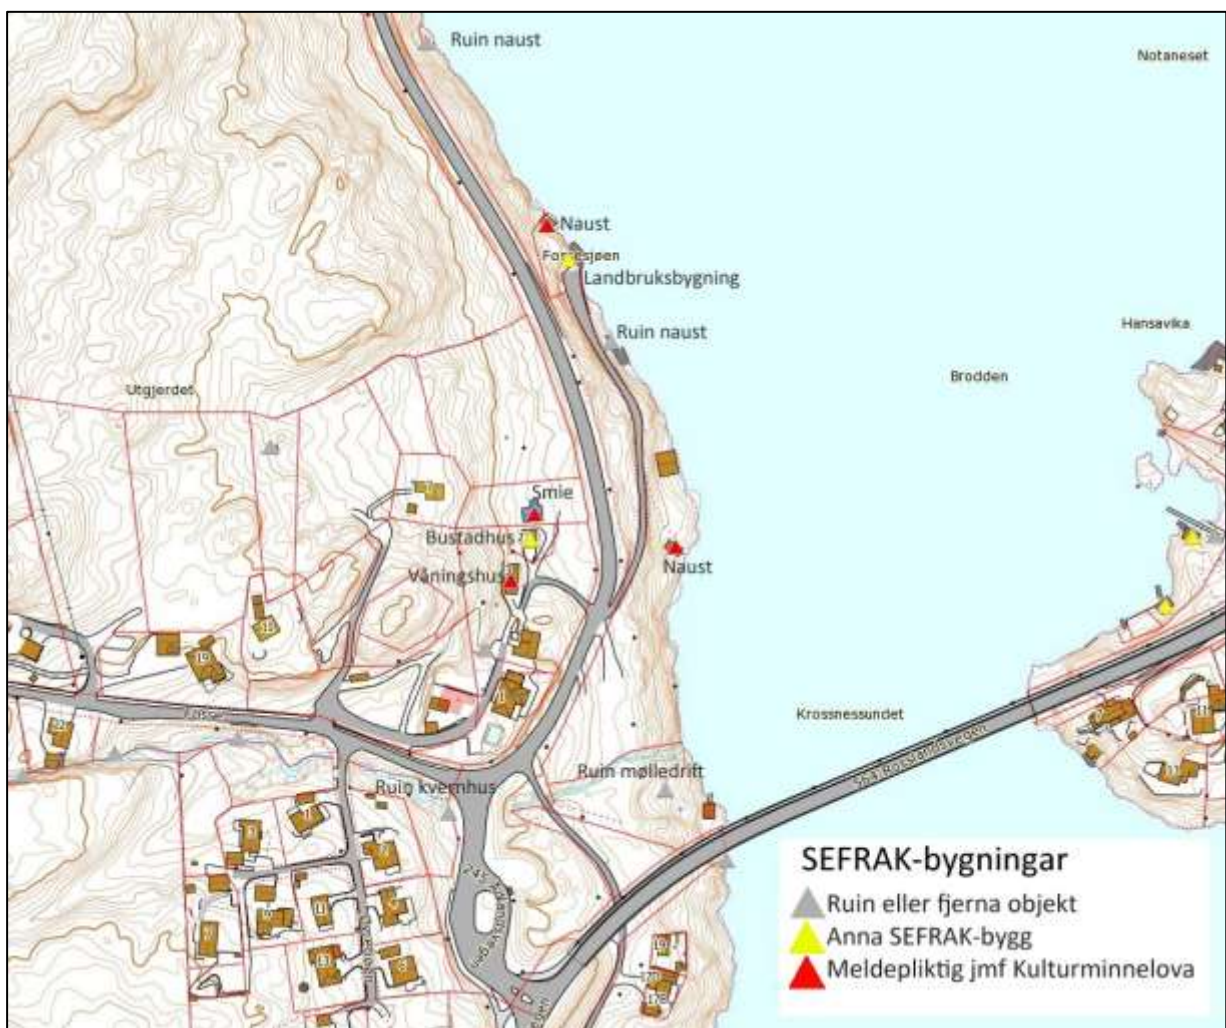 Ruin naust
Notaneset
Naust
Landbruksbygning
Ruin naust
Hansavika
Brodden
Utgjerdet
Smie
Bustadhus
Våningshus
Naust
19
Krossnessundet
Ruin mølledrift
Ruin kvernhus
SEFRAK-bygningar
Ruin eller fjerna objekt
Anna SEFRAK-bygg
Meldepliktig jmf Kulturminnelova